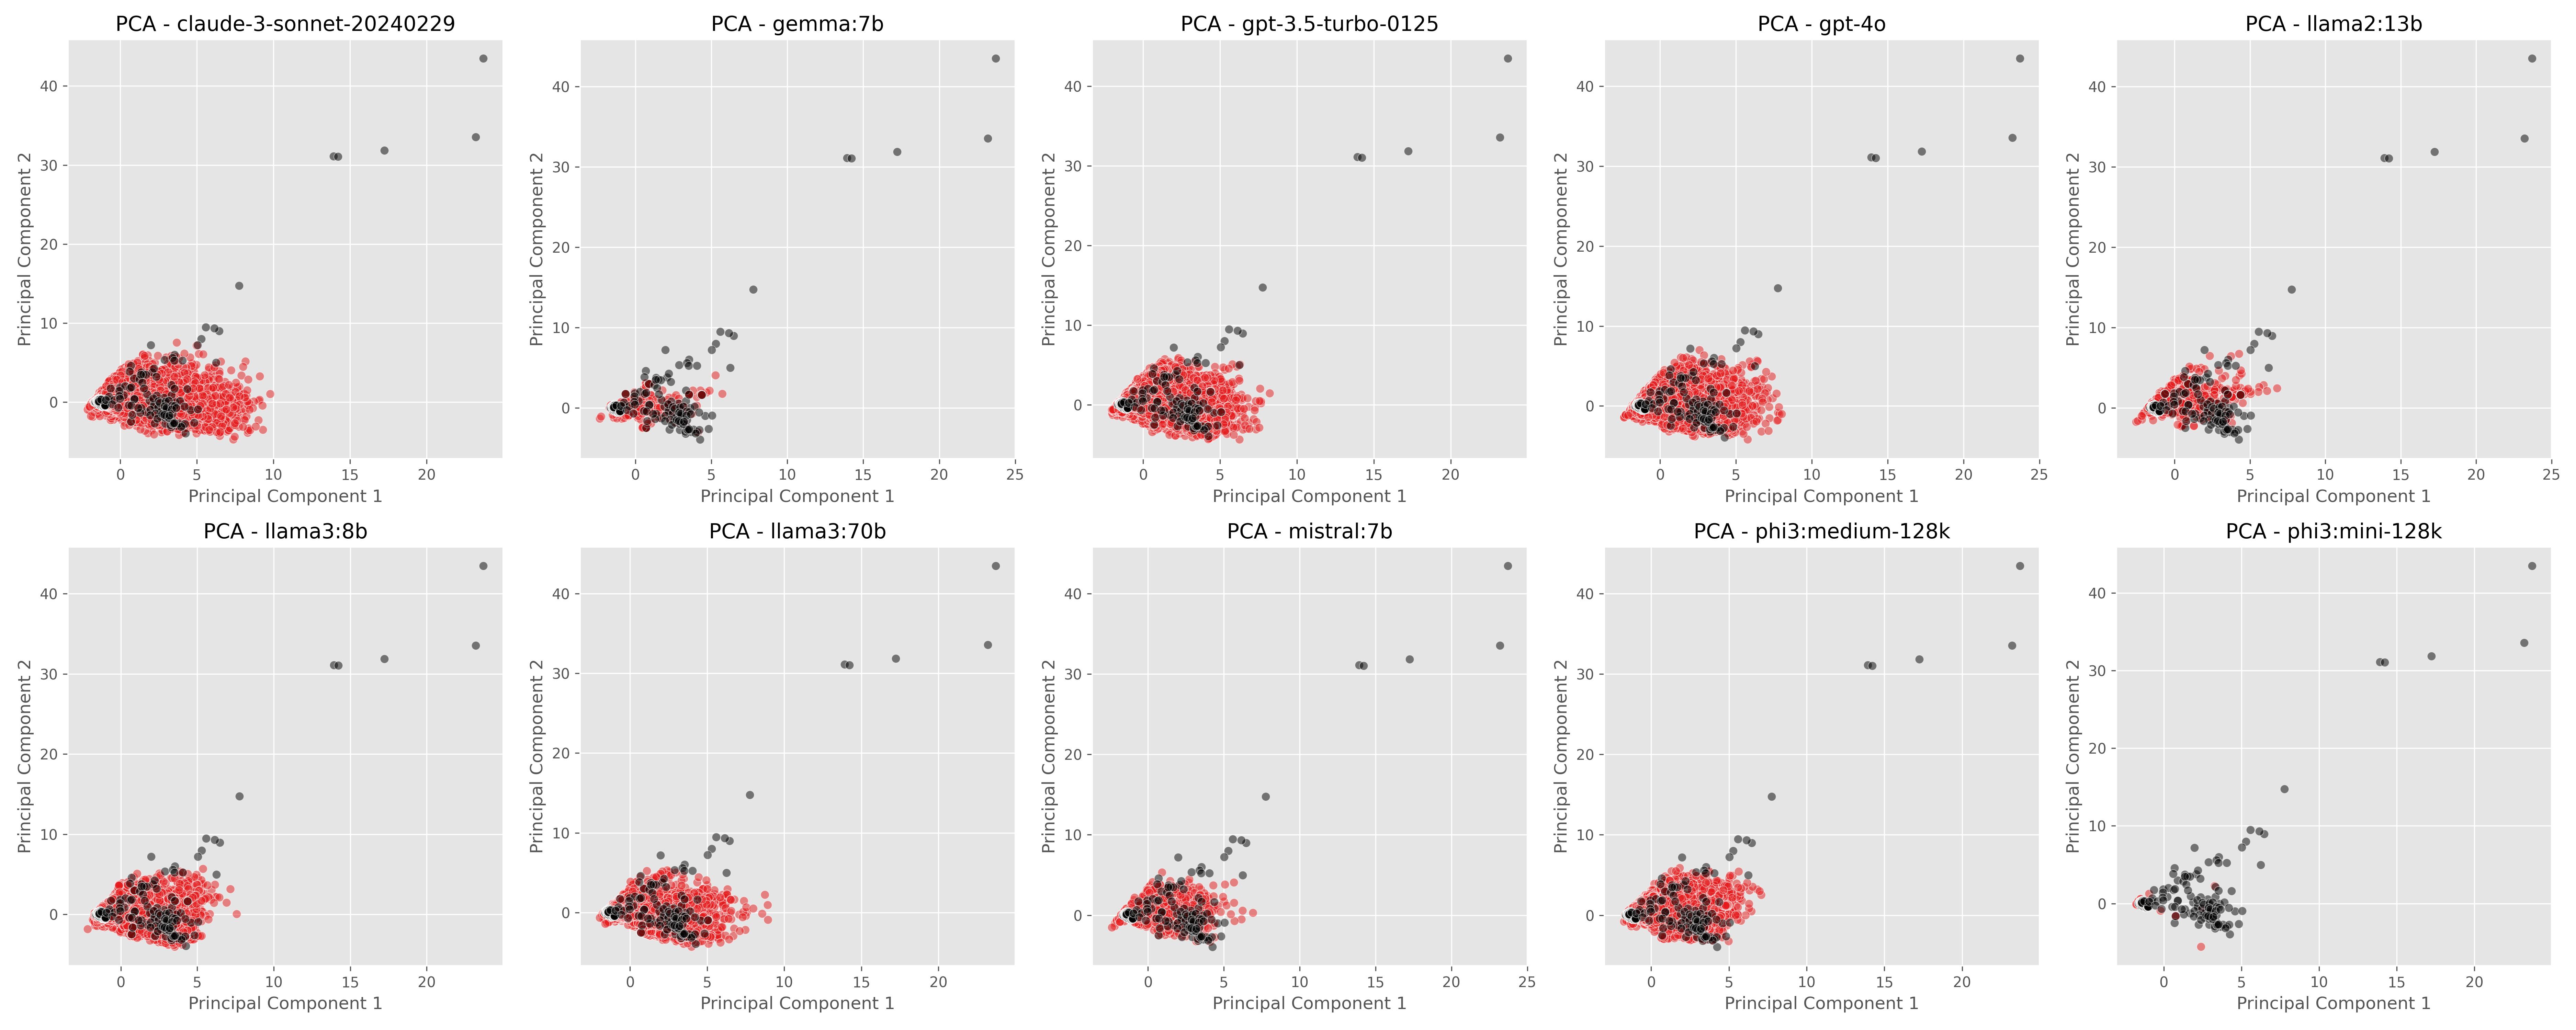 PCA - claude-3-sonnet-20240229
Principal Component 2
40
30
20
10
0
0 5 10 15 20
Principal Component 1
PCA - gemma:7b
Principal Component 2
40
30
20
10
0
0 5 10 15 20 25
Principal Component 1
PCA - gpt-3.5-turbo-0125
Principal Component 2
40
30
20
10
0
0 5 10 15 20
Principal Component 1
PCA - gpt-4o
Principal Component 2
40
30
20
10
0
0 5 10 15 20 25
Principal Component 1
PCA - llama2:13b
Principal Component 2
40
30
20
10
0
0 5 10 15 20 25
Principal Component 1
PCA - llama3:8b
Principal Component 2
40
30
20
10
0
0 5 10 15 20
Principal Component 1
PCA - llama3:70b
Principal Component 2
40
30
20
10
0
0 5 10 15 20
Principal Component 1
PCA - mistral:7b
Principal Component 2
40
30
20
10
0
0 5 10 15 20 25
Principal Component 1
PCA - phi3:medium-128k
Principal Component 2
40
30
20
10
0
0 5 10 15 20
Principal Component 1
PCA - phi3:mini-128k
Principal Component 2
40
30
20
10
0
0 5 10 15 20
Principal Component 1